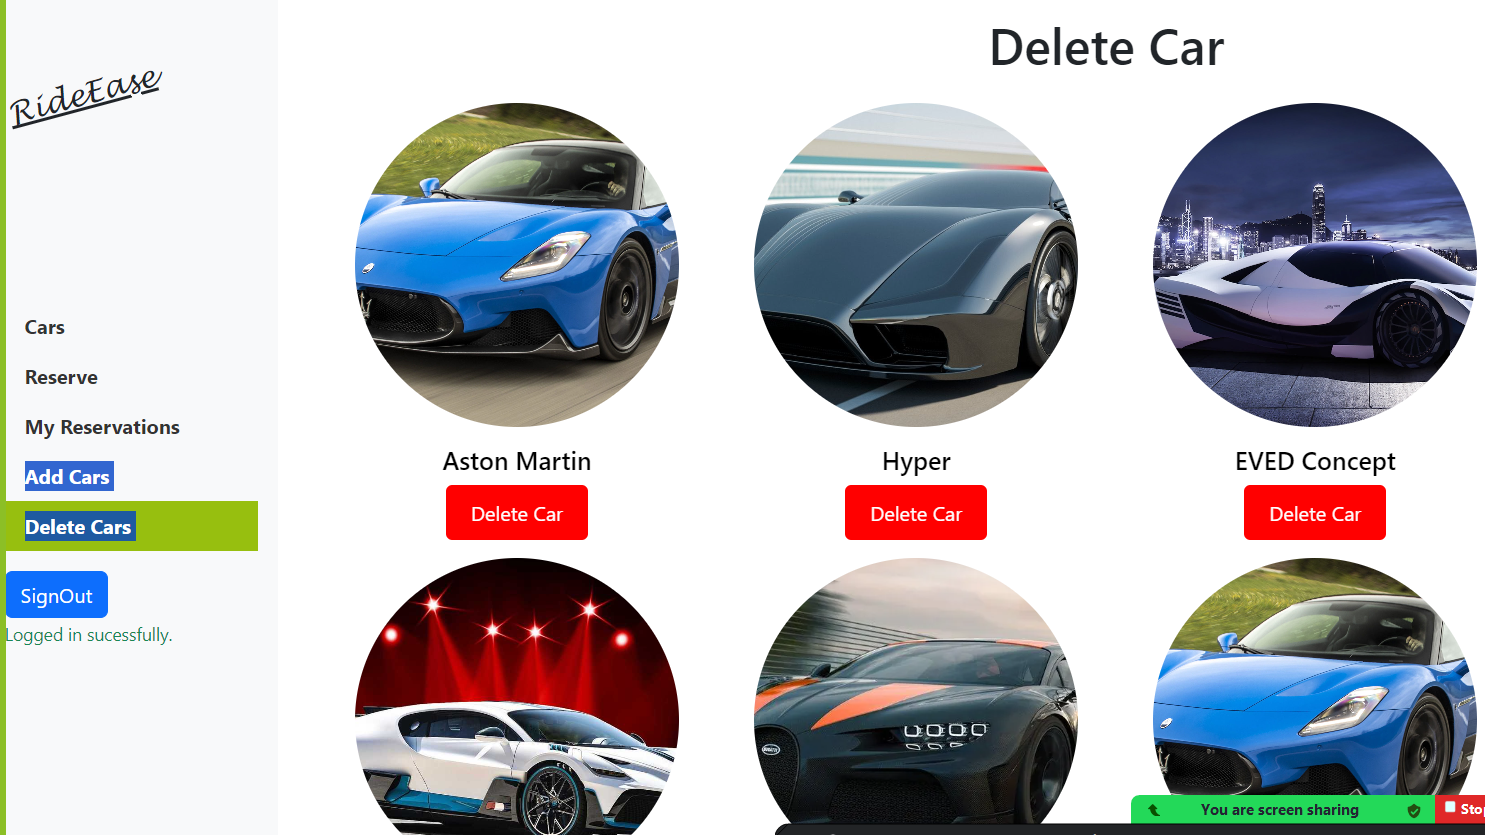 RideEase
Cars
Reserve
My Reservations
Add Cars
Delete Cars
SignOut
Logged in sucessfully.
Delete Car
Aston Martin
Hyper
EVED Concept
Delete Car
Delete Car
Delete Car
You are screen sharing